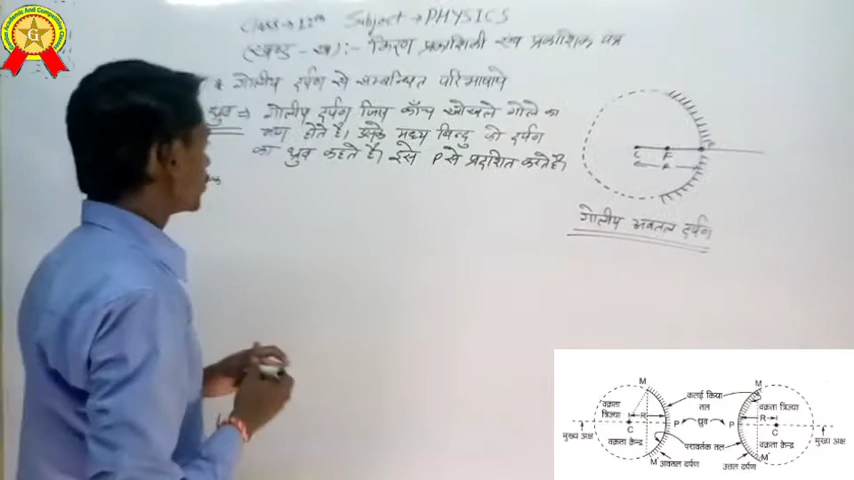 Class → 12th Subject → PHYSICS
(खण्ड - ख) :- किरण प्रकाशिकी एवं प्रकाशिक यंत्र
* गोलीय दर्पण से सम्बन्धित परिभाषाएँ
ध्रुव ⇒ गोलीय दर्पण जिस काँच खोखले गोले का
होते है। उसके मध्य बिन्दु को दर्पण
का ध्रुव कहते है। इसे P से प्रदर्शित करते है।
C F
गोलीय अवतल दर्पण
M कलई किया तल M
वक्रता त्रिज्या R P ध्रुव P R वक्रता त्रिज्या
C C
मुख्य अक्ष वक्रता केन्द्र परावर्तक तल वक्रता केन्द्र मुख्य अक्ष
M' अवतल दर्पण उत्तल दर्पण M'
G